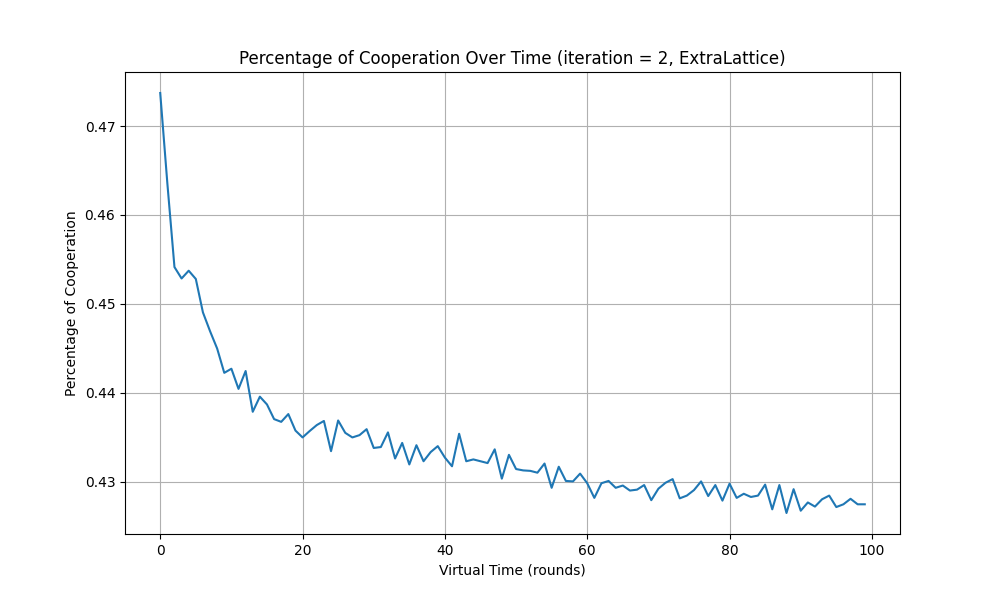 Percentage of Cooperation Over Time (iteration = 2, ExtraLattice)
0.47
0.46
0.45
0.44
0.43
Percentage of Cooperation
0 20 40 60 80 100
Virtual Time (rounds)